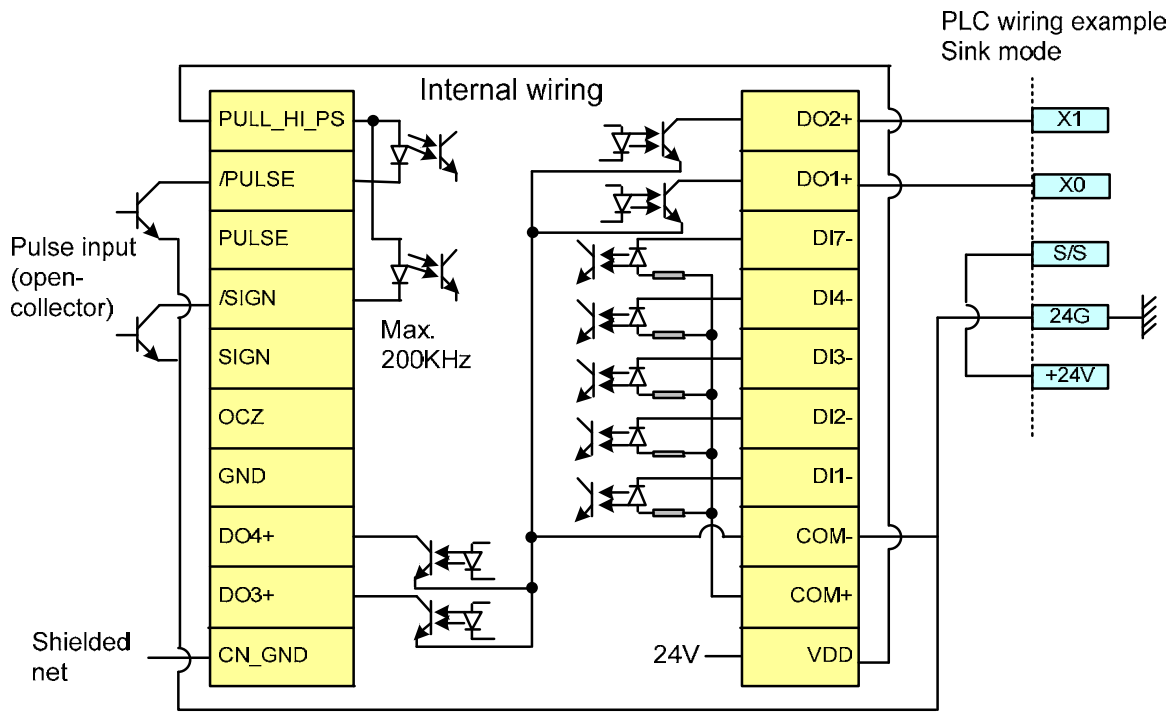 PLC wiring example
Sink mode
Internal wiring
PULL_HI_PS
/PULSE
PULSE
/SIGN
SIGN
OCZ
GND
DO4+
DO3+
CN_GND
Pulse input
(open-
collector)
Shielded
net
Max.
200KHz
DO2+
DO1+
DI7-
DI4-
DI3-
DI2-
DI1-
COM-
COM+
VDD
24V
X1
X0
S/S
24G
+24V